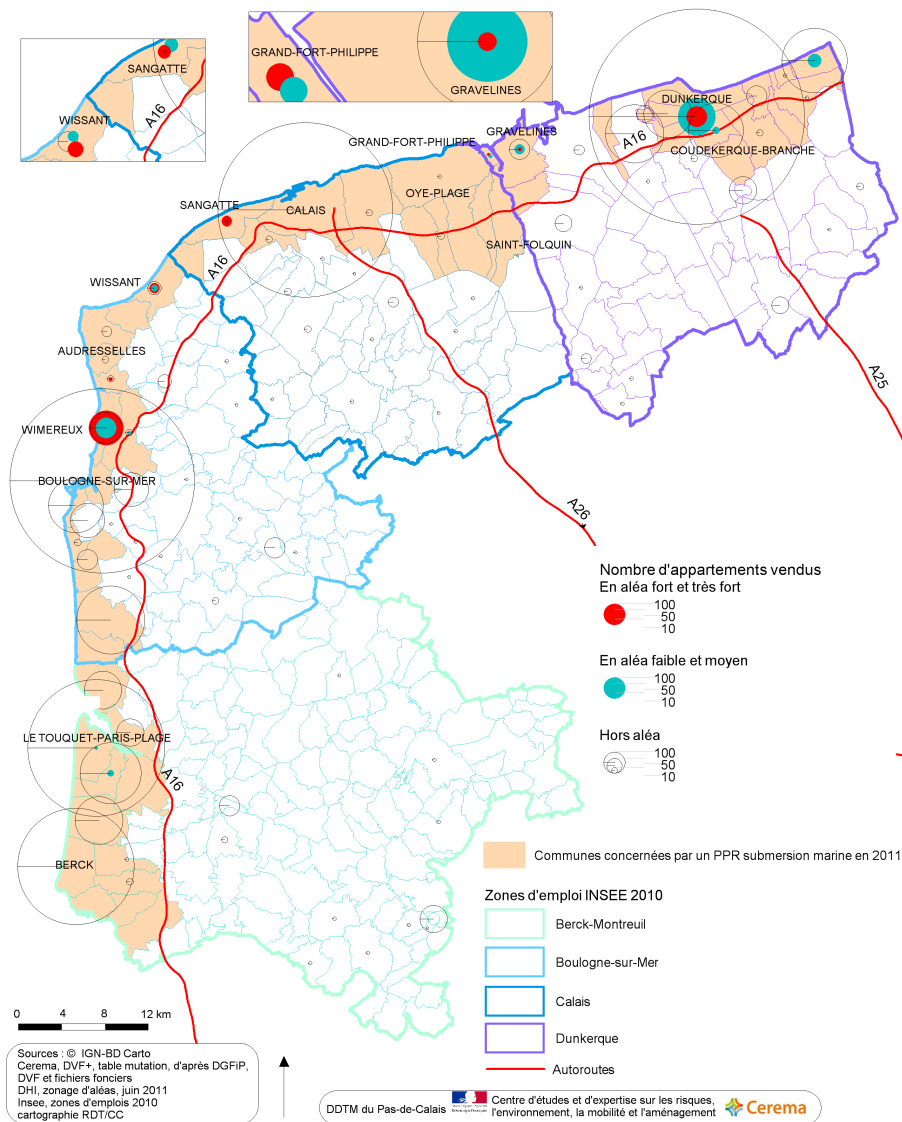 SANGATTE
WISSANT
A16
GRAND-FORT-PHILIPPE
GRAVELINES
DUNKERQUE
GRAVELINES
A16
GRAND-FORT-PHILIPPE
COUDEKERQUE-BRANCHE
OYE-PLAGE
SANGATTE
CALAIS
SAINT-FOLQUIN
A16
WISSANT
AUDRESSELLES
A25
WIMEREUX
BOULOGNE-SUR-MER
A26
LE TOUQUET-PARIS-PLAGE
A16
BERCK
Nombre d'appartements vendus
En aléa fort et très fort
100
50
10
En aléa faible et moyen
100
50
10
Hors aléa
100
50
10
Communes concernées par un PPR submersion marine en 2011
Zones d'emploi INSEE 2010
Berck-Montreuil
Boulogne-sur-Mer
Calais
Dunkerque
Autoroutes
0 4 8 12 km
Sources : © IGN-BD Carto
Cerema, DVF+, table mutation, d'après DGFiP,
DVF et fichiers fonciers
DHI, zonage d'aléas, juin 2011
Insee, zones d'emplois 2010
cartographie RDT/CC
DDTM du Pas-de-Calais
Centre d'études et d'expertise sur les risques,
l'environnement, la mobilité et l'aménagement
Cerema